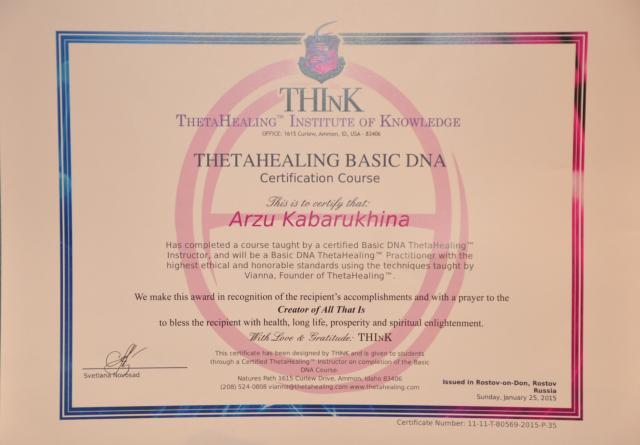 THInK
THETAHEALING™ INSTITUTE OF KNOWLEDGE
OFFICE: 1615 Curlew, Ammon, ID, USA - 83406
THETAHEALING BASIC DNA
Certification Course
This is to certify that:
Arzu Kabarukhina
Has completed a course taught by a certified Basic DNA ThetaHealing™
Instructor, and will be a Basic DNA ThetaHealing™ Practitioner with the
highest ethical and honorable standards using the techniques taught by
Vianna, Founder of ThetaHealing™.
We make this award in recognition of the recipient's accomplishments and with a prayer to the
Creator of All That Is
to bless the recipient with health, long life, prosperity and spiritual enlightenment.
With Love & Gratitude: THInK
This certificate has been designed by THInK and is given to students
through a Certified ThetaHealing™ Instructor on completion of the Basic
DNA Course.
Natures Path 1615 Curlew Drive, Ammon, Idaho 83406
(208) 524-0808 vianna@thetahealing.com www.thetahealing.com
Svetlana Novosad
Issued in Rostov-on-Don, Rostov
Russia
Sunday, January 25, 2015
Certificate Number: 11-11-T-80569-2015-P-35